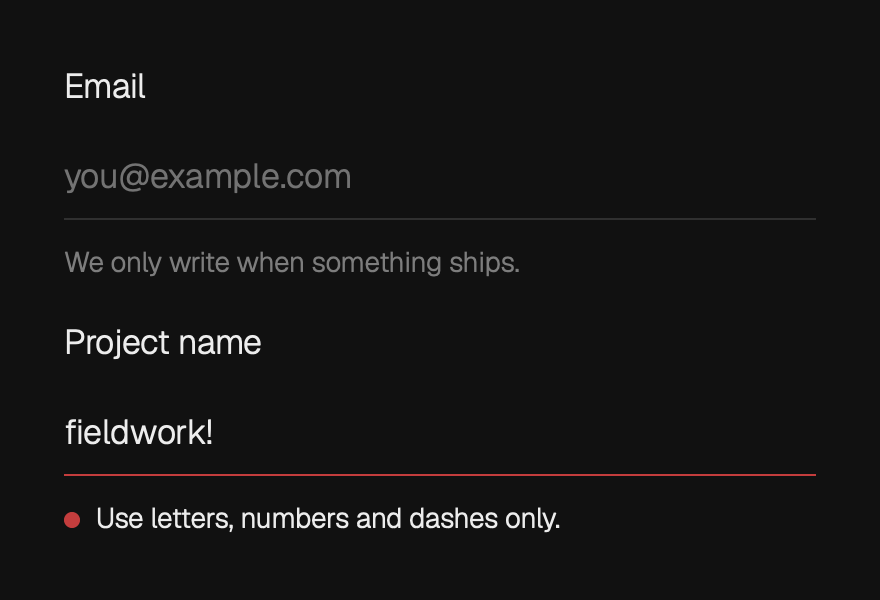 Email
you@example.com
We only write when something ships.
Project name
fieldwork!
Use letters, numbers and dashes only.